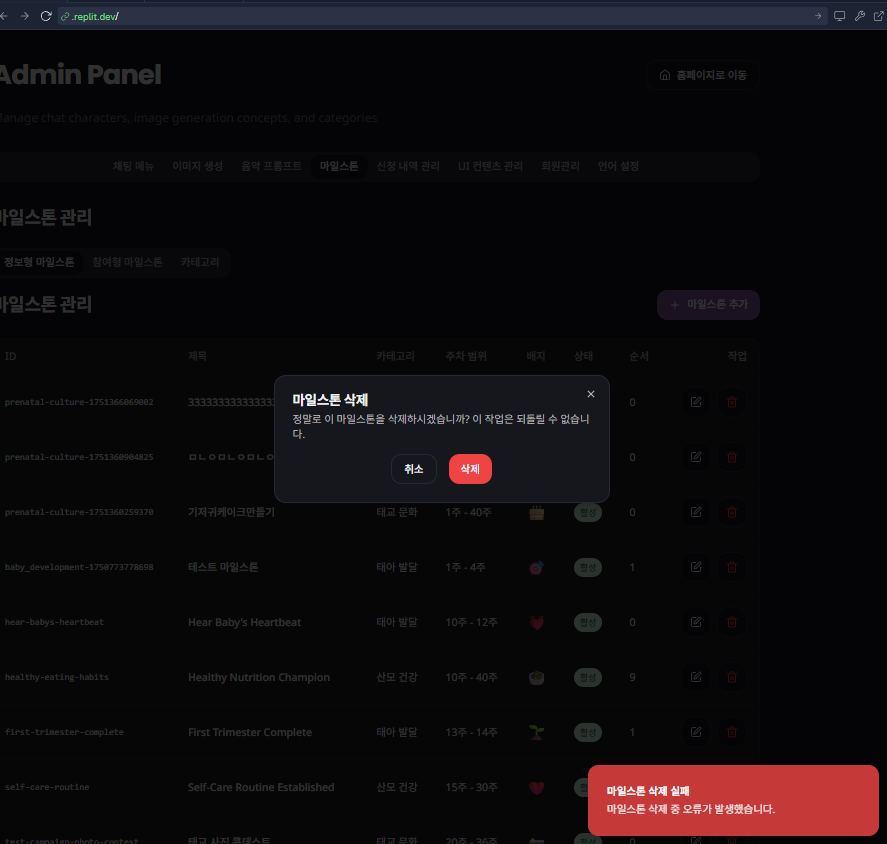 .replit.dev/
Admin Panel
홈페이지로 이동
Manage chat characters, image generation concepts, and categories
채팅 메뉴 이미지 생성 음악 프롬프트 마일스톤 신청 내역 관리 UI 컨텐츠 관리 회원관리 언어 설정
마일스톤 관리
정보형 마일스톤 참여형 마일스톤 카테고리
마일스톤 관리
+ 마일스톤 추가
ID 제목 카테고리 주차 범위 배지 상태 순서 작업
prenatal-culture-1751366069002 0
마일스톤 삭제
정말로 이 마일스톤을 삭제하시겠습니까? 이 작업은 되돌릴 수 없습니
다.
취소 삭제
prenatal-culture-1751360904825 ㅁㄴㅇㅁㄴㅇㅁㄴㅇ 0
prenatal-culture-1751360259370 기저귀케이크만들기 태교 문화 1주 - 40주 활성 0
baby_development-1750773778698 테스트 마일스톤 태아 발달 1주 - 4주 활성 1
hear-babys-heartbeat Hear Baby's Heartbeat 태아 발달 10주 - 12주 활성 0
healthy-eating-habits Healthy Nutrition Champion 산모 건강 10주 - 40주 활성 9
first-trimester-complete First Trimester Complete 태아 발달 13주 - 14주 활성 1
self-care-routine Self-Care Routine Established 산모 건강 15주 - 30주
test-campaign-photo-contest 태교 사진 콘테스트 태교 문화 20주 - 36주 0
마일스톤 삭제 실패
마일스톤 삭제 중 오류가 발생했습니다.